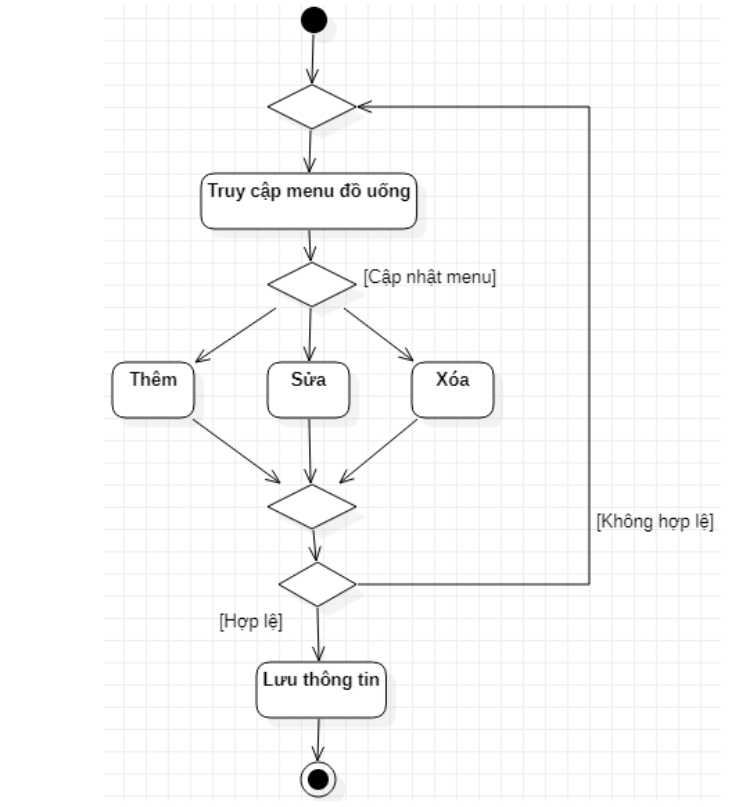 Truy cập menu đồ uống
[Cập nhật menu]
Thêm
Sửa
Xóa
[Không hợp lệ]
[Hợp lệ]
Lưu thông tin